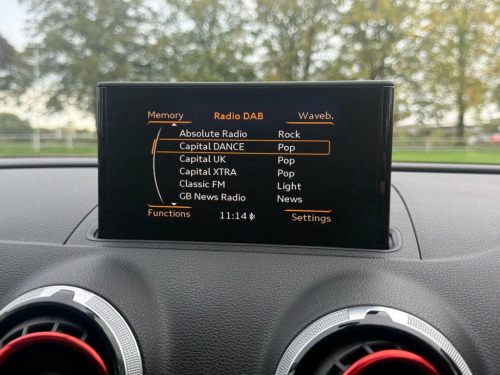 Memory Radio DAB Waveb.
Absolute Radio Rock
Capital DANCE Pop
Capital UK Pop
Capital XTRA Pop
Classic FM Light
GB News Radio News
Functions 11:14 Settings